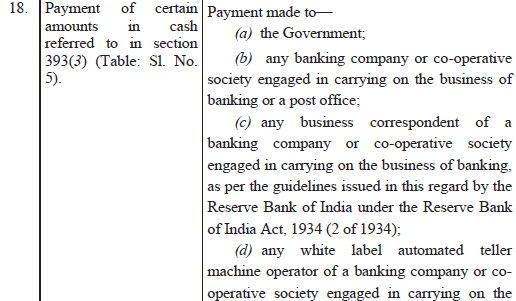 18.
Payment of certain
amounts in cash
referred to in section
393(3) (Table: Sl. No.
5).
Payment made to—
(a) the Government;
(b) any banking company or co-operative
society engaged in carrying on the business of
banking or a post office;
(c) any business correspondent of a
banking company or co-operative society
engaged in carrying on the business of banking,
as per the guidelines issued in this regard by the
Reserve Bank of India under the Reserve Bank
of India Act, 1934 (2 of 1934);
(d) any white label automated teller
machine operator of a banking company or co-
operative society engaged in carrying on the